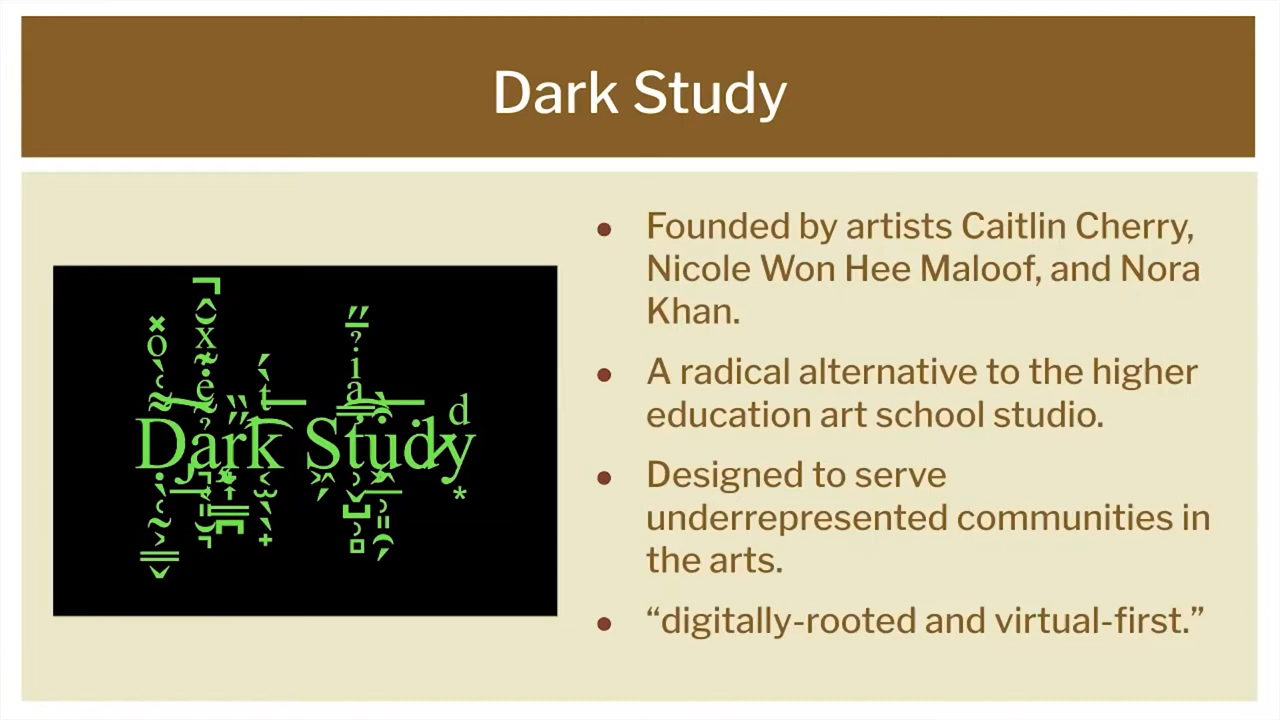 Dark Study
Dark Study
● Founded by artists Caitlin Cherry,
Nicole Won Hee Maloof, and Nora
Khan.
● A radical alternative to the higher
education art school studio.
● Designed to serve
underrepresented communities in
the arts.
● “digitally-rooted and virtual-first.”